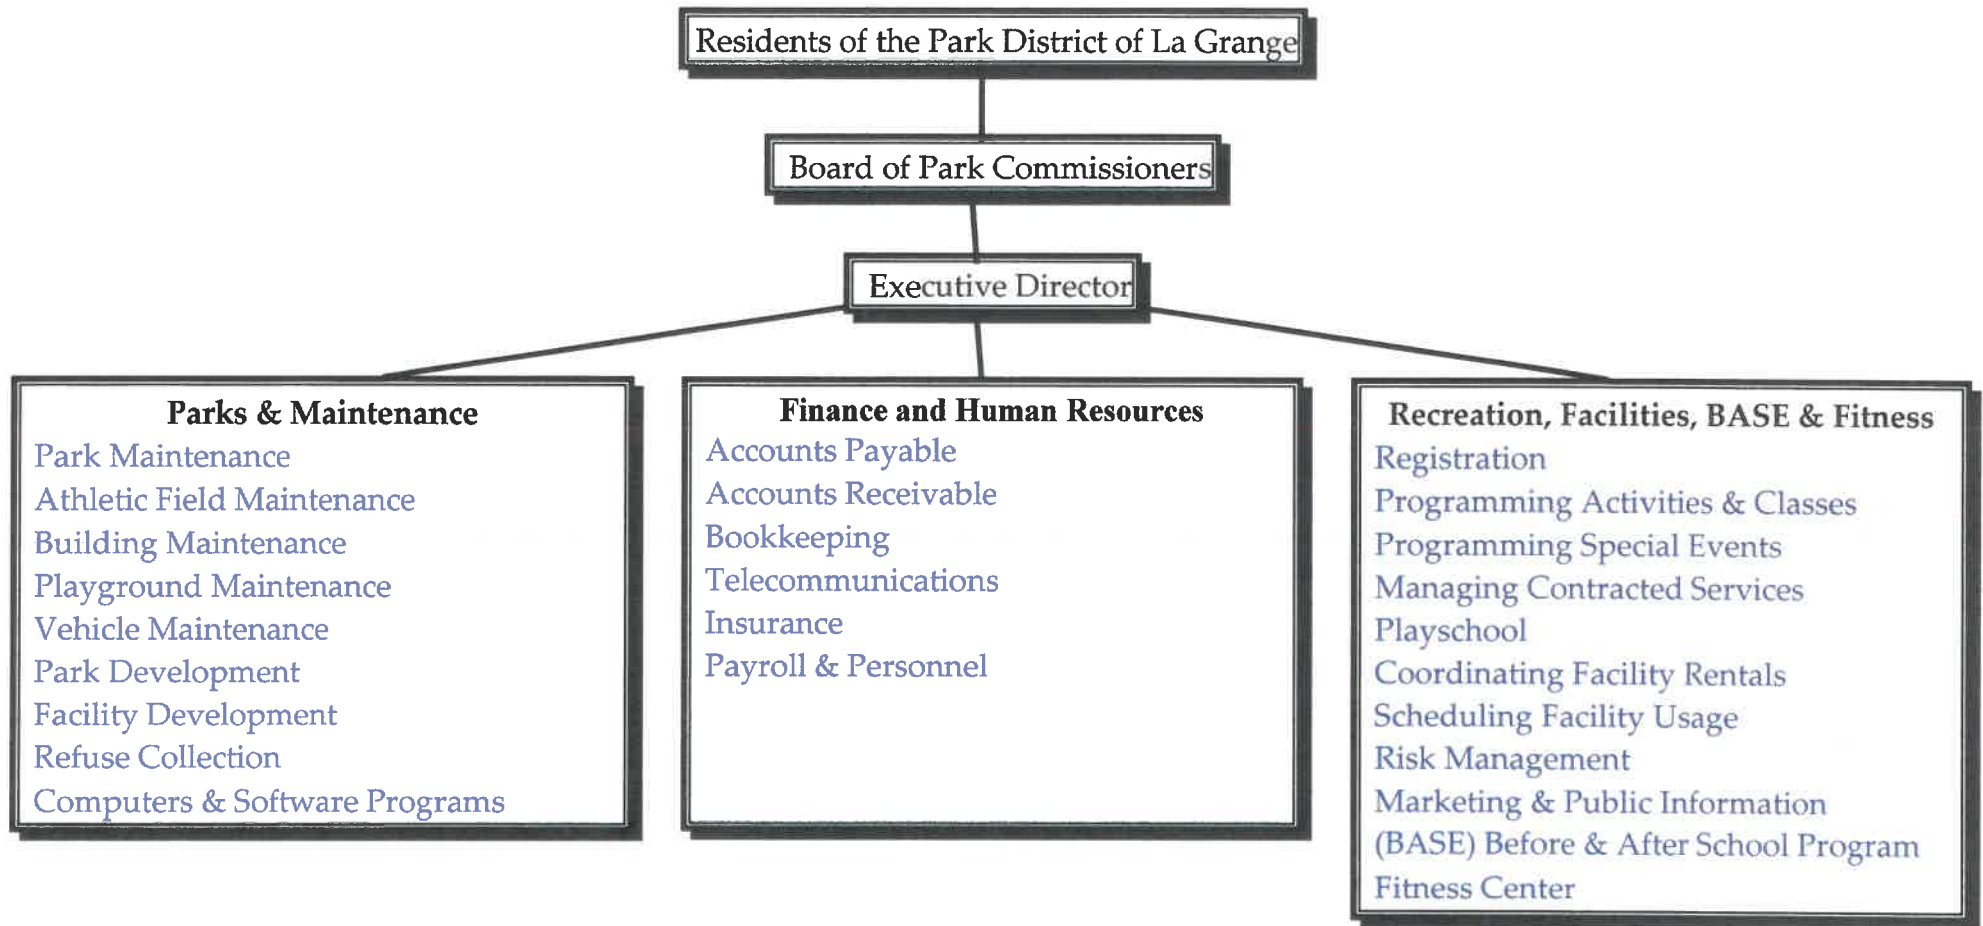 Residents of the Park District of La Grange
Board of Park Commissioners
Executive Director
Parks & Maintenance
Park Maintenance
Athletic Field Maintenance
Building Maintenance
Playground Maintenance
Vehicle Maintenance
Park Development
Facility Development
Refuse Collection
Computers & Software Programs
Finance and Human Resources
Accounts Payable
Accounts Receivable
Bookkeeping
Telecommunications
Insurance
Payroll & Personnel
Recreation, Facilities, BASE & Fitness
Registration
Programming Activities & Classes
Programming Special Events
Managing Contracted Services
Playschool
Coordinating Facility Rentals
Scheduling Facility Usage
Risk Management
Marketing & Public Information
(BASE) Before & After School Program
Fitness Center